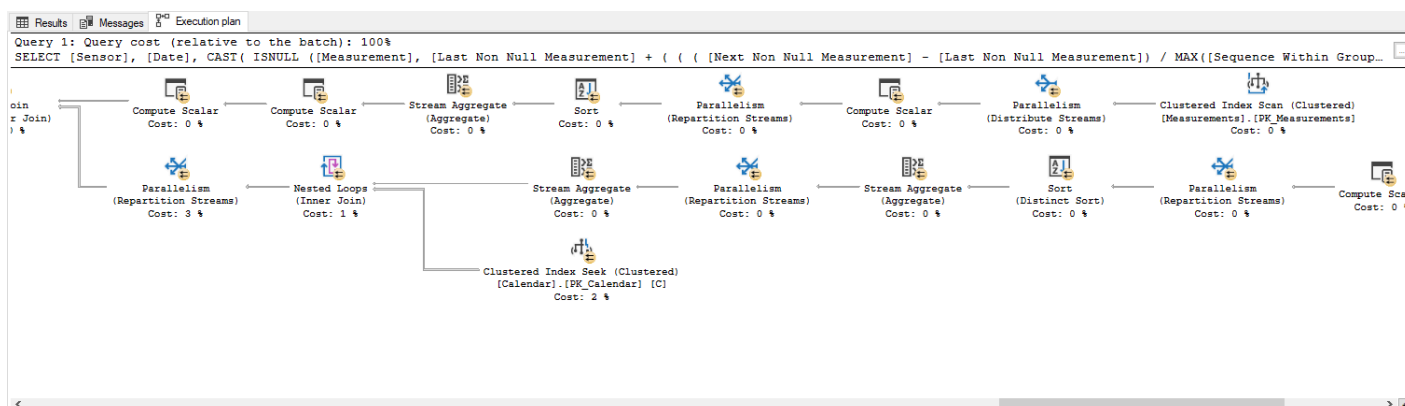 Results Messages Execution plan
Query 1: Query cost (relative to the batch): 100%
SELECT [Sensor], [Date], CAST( ISNULL ([Measurement], [Last Non Null Measurement] + ( ( ( [Next Non Null Measurement] - [Last Non Null Measurement]) / MAX([Sequence Within Group…
oin
r Join)
) %
Compute Scalar
Cost: 0 %
Compute Scalar
Cost: 0 %
Stream Aggregate
(Aggregate)
Cost: 0 %
Sort
Cost: 0 %
Parallelism
(Repartition Streams)
Cost: 0 %
Compute Scalar
Cost: 0 %
Parallelism
(Distribute Streams)
Cost: 0 %
Clustered Index Scan (Clustered)
[Measurements].[PK_Measurements]
Cost: 0 %
Parallelism
(Repartition Streams)
Cost: 3 %
Nested Loops
(Inner Join)
Cost: 1 %
Stream Aggregate
(Aggregate)
Cost: 0 %
Parallelism
(Repartition Streams)
Cost: 0 %
Stream Aggregate
(Aggregate)
Cost: 0 %
Sort
(Distinct Sort)
Cost: 0 %
Parallelism
(Repartition Streams)
Cost: 0 %
Compute Sca
Cost: 0
Clustered Index Seek (Clustered)
[Calendar].[PK_Calendar] [C]
Cost: 2 %